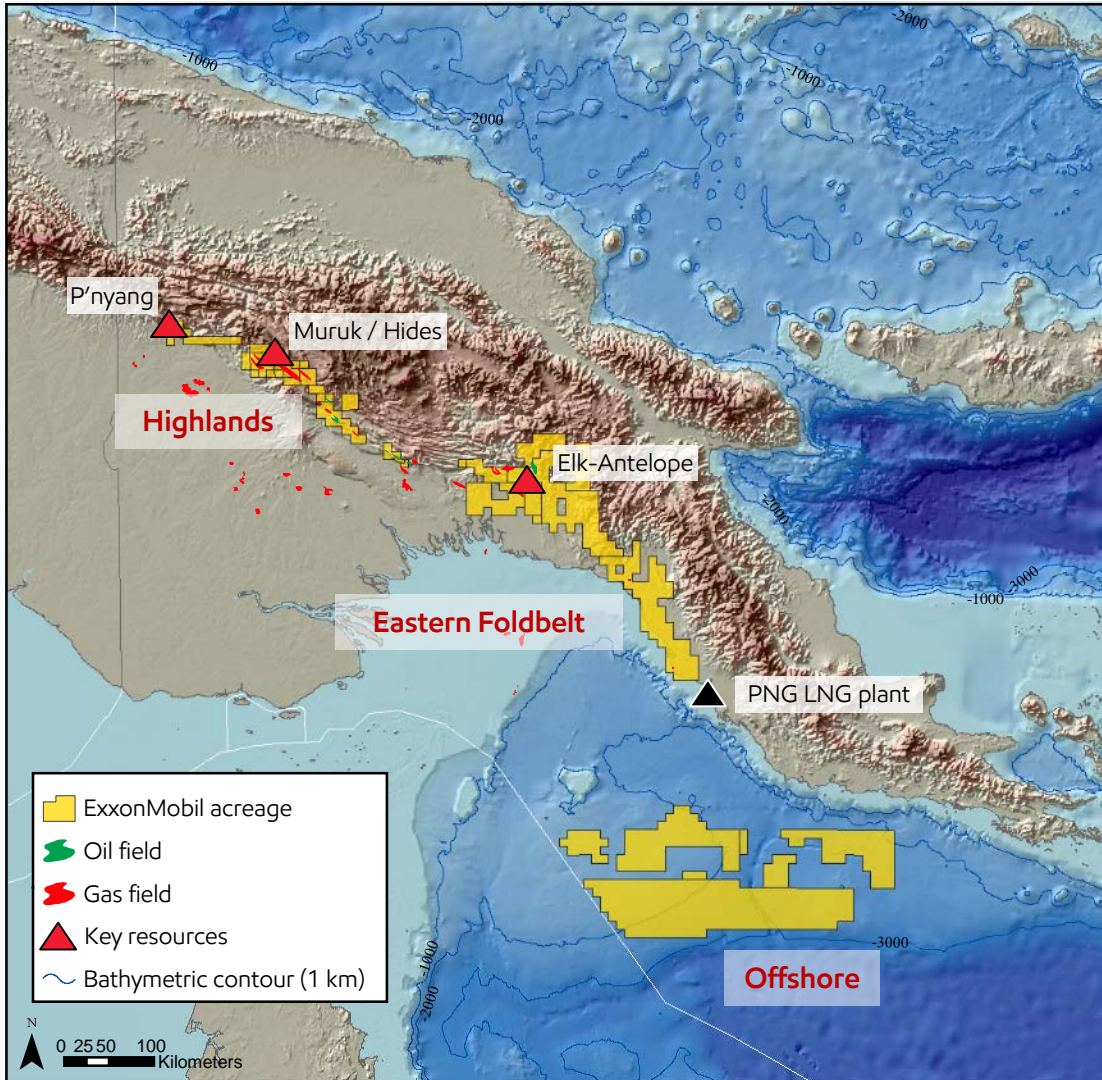 -2000
-1000
-1000
-2000
P'nyang
Muruk / Hides
Highlands
Elk-Antelope
-2000
-3000
-1000
Eastern Foldbelt
PNG LNG plant
ExxonMobil acreage
Oil field
Gas field
Key resources
Bathymetric contour (1 km)
-1000
-2000
-3000
Offshore
N
0 25 50 100
Kilometers